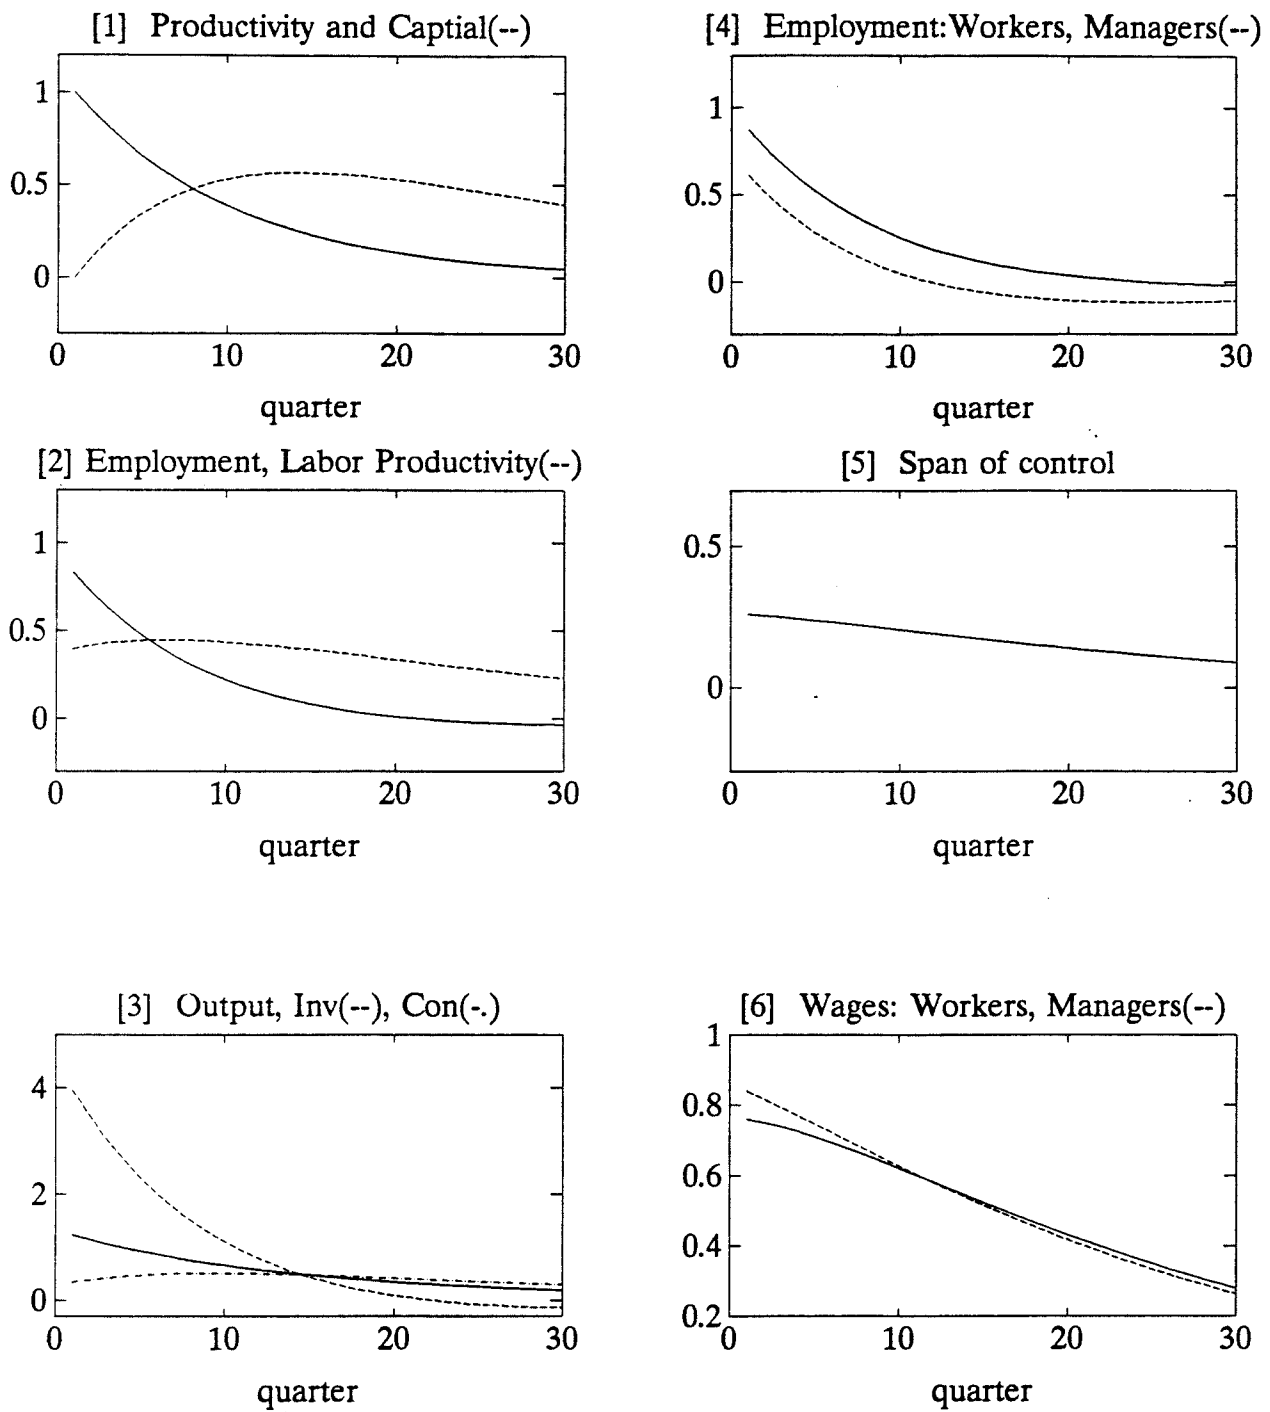 [1] Productivity and Captial(--)
1
0.5
0
0 10 20 30
quarter
[2] Employment, Labor Productivity(--)
1
0.5
0
0 10 20 30
quarter
[3] Output, Inv(--), Con(-.)
4
2
0
0 10 20 30
quarter
[4] Employment:Workers, Managers(--)
1
0.5
0
0 10 20 30
quarter
[5] Span of control
0.5
0
0 10 20 30
quarter
[6] Wages: Workers, Managers(--)
1
0.8
0.6
0.4
0.2
0 10 20 30
quarter